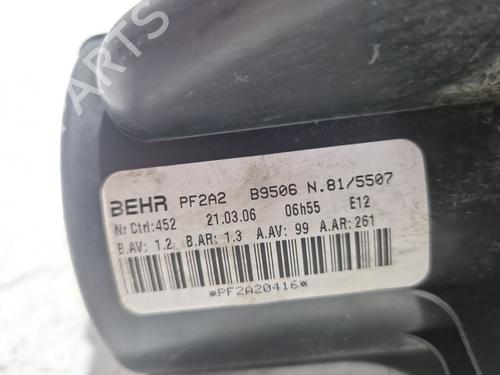 PARTS
BEHR PF2A2 B9506 N.81/5507
Nr Ctrl:452 21.03.06 06h55 E12
B.AV: 1.2 B.AR: 1.3 A.AV: 99 A.AR: 261
*PF2A20416*